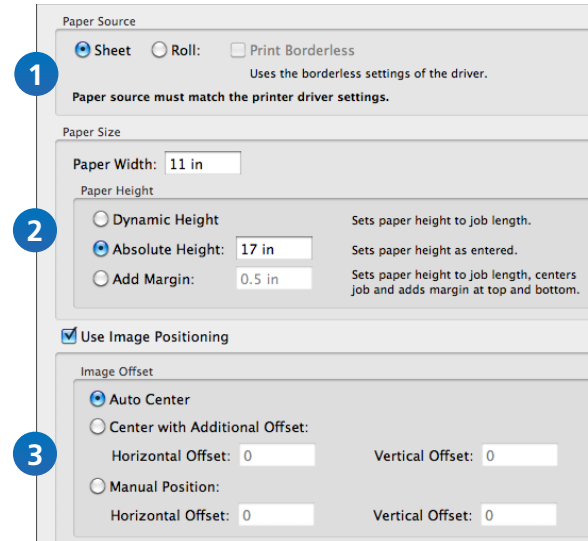 Paper Source
1
Sheet Roll: Print Borderless
Uses the borderless settings of the driver.
Paper source must match the printer driver settings.
Paper Size
Paper Width: 11 in
Paper Height
2
Dynamic Height Sets paper height to job length.
Absolute Height: 17 in Sets paper height as entered.
Add Margin: 0.5 in Sets paper height to job length, centers
job and adds margin at top and bottom.
Use Image Positioning
Image Offset
Auto Center
Center with Additional Offset:
3
Horizontal Offset: 0 Vertical Offset: 0
Manual Position:
Horizontal Offset: 0 Vertical Offset: 0